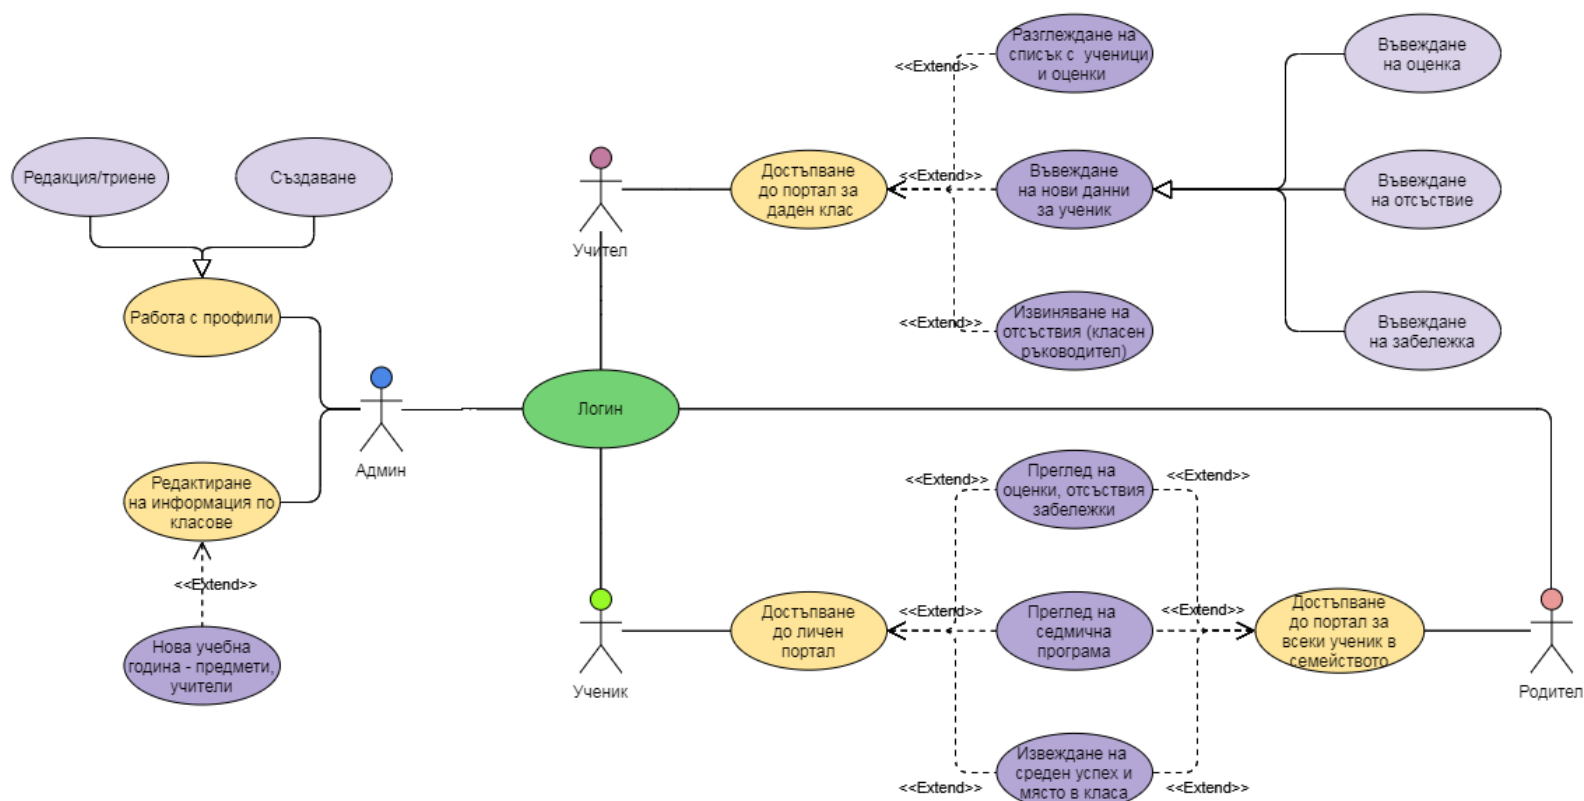 Разглеждане на
списък с ученици
и оценки
<<Extend>>
Въвеждане
на оценка
Редакция/триене
Създаване
Учител
Достъпване
до портал за
даден клас
<<Extend>>
Въвеждане
на нови данни
за ученик
Въвеждане
на отсъствие
Работа с профили
<<Extend>>
Извиняване на
отсъствия (класен
ръководител)
Въвеждане
на забележка
Админ
Логин
Редактиране
на информация по
класове
<<Extend>>
Преглед на
оценки, отсъствия
забележки
<<Extend>>
<<Extend>>
Нова учебна
година - предмети,
учители
Ученик
Достъпване
до личен
портал
<<Extend>>
Преглед на
седмична
програма
<<Extend>>
Достъпване
до портал за
всеки ученик в
семейството
Родител
<<Extend>>
Извеждане на
среден успех и
място в класа
<<Extend>>